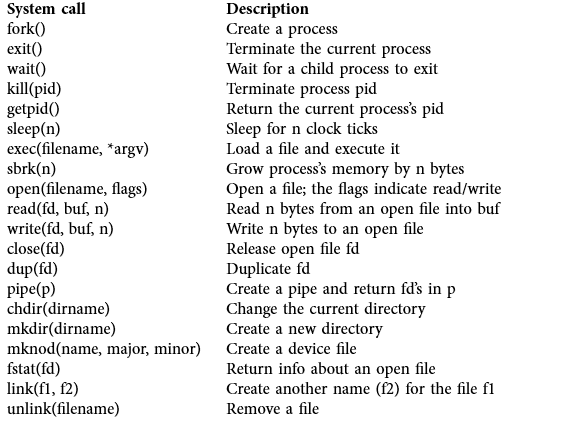 System call Description
fork() Create a process
exit() Terminate the current process
wait() Wait for a child process to exit
kill(pid) Terminate process pid
getpid() Return the current process’s pid
sleep(n) Sleep for n clock ticks
exec(filename, *argv) Load a file and execute it
sbrk(n) Grow process’s memory by n bytes
open(filename, flags) Open a file; the flags indicate read/write
read(fd, buf, n) Read n bytes from an open file into buf
write(fd, buf, n) Write n bytes to an open file
close(fd) Release open file fd
dup(fd) Duplicate fd
pipe(p) Create a pipe and return fd’s in p
chdir(dirname) Change the current directory
mkdir(dirname) Create a new directory
mknod(name, major, minor) Create a device file
fstat(fd) Return info about an open file
link(f1, f2) Create another name (f2) for the file f1
unlink(filename) Remove a file